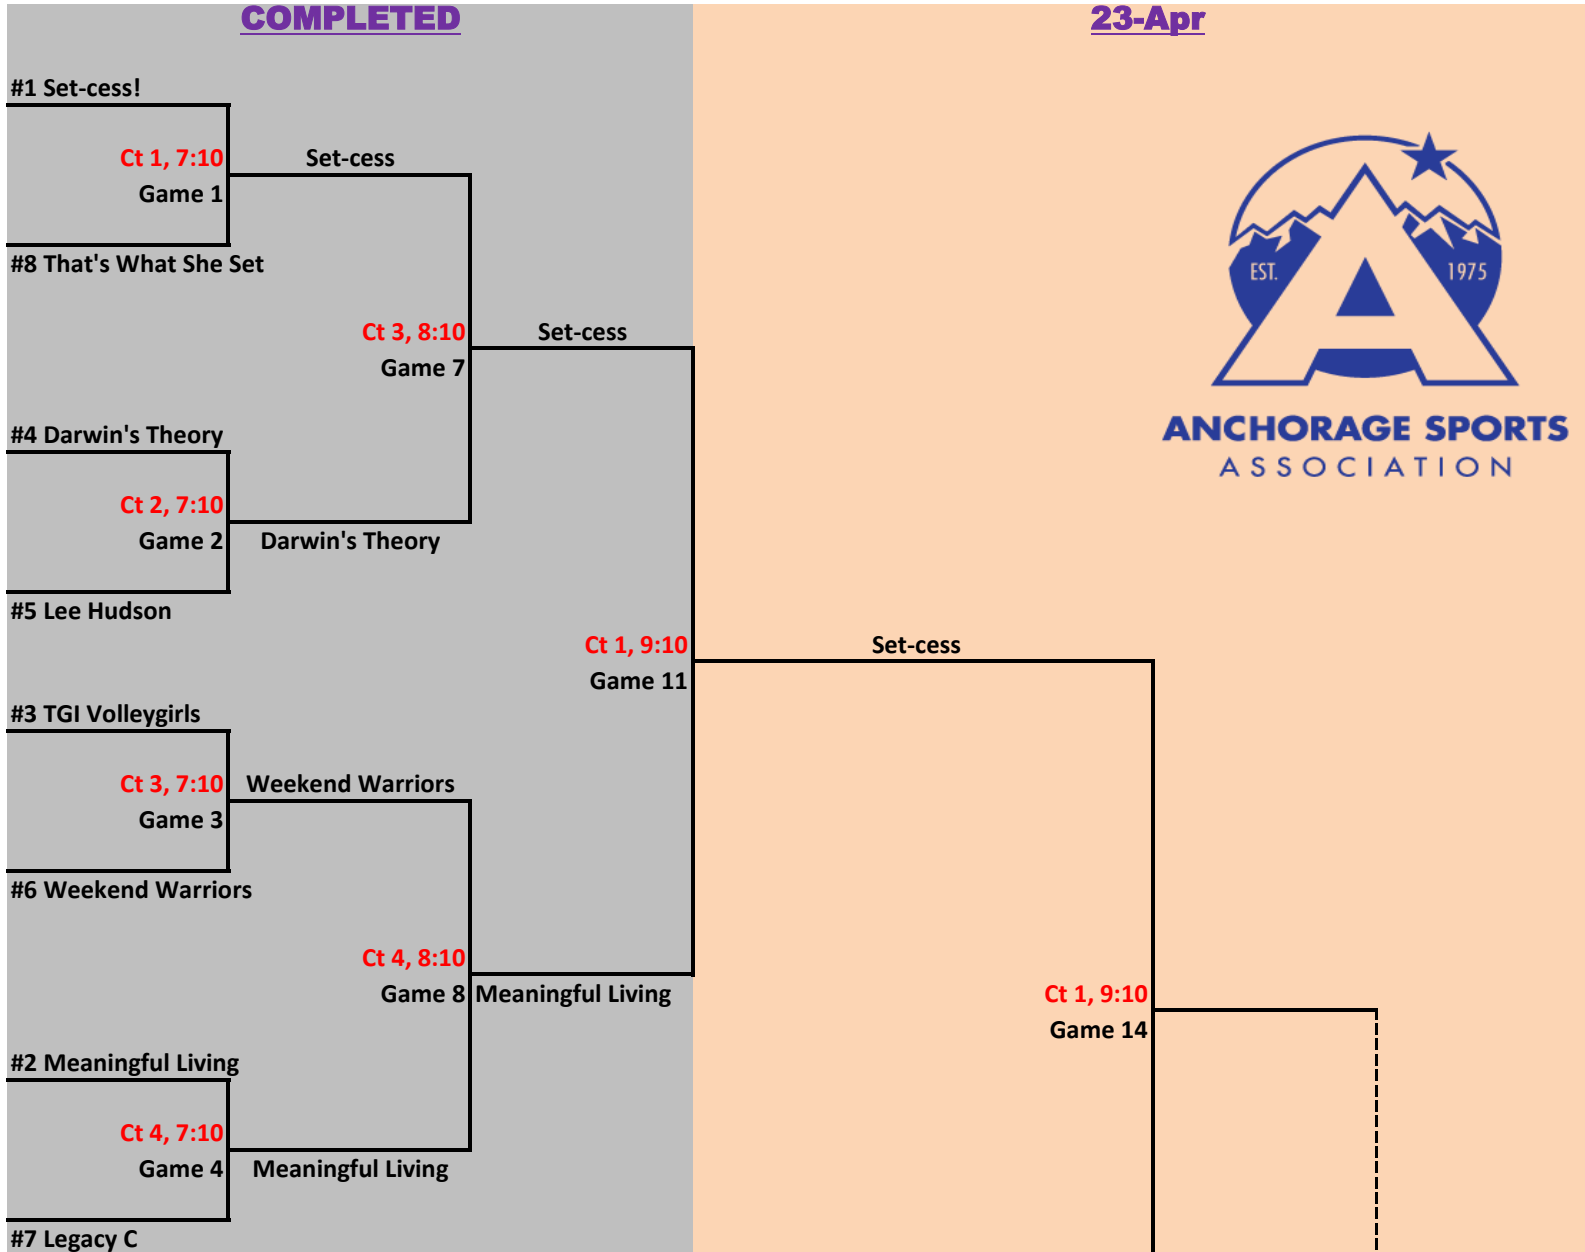 COMPLETED
23-Apr
#1 Set-cess!
Ct 1, 7:10
Set-cess
Game 1
#8 That's What She Set
EST.
1975
Ct 3, 8:10
Set-cess
Game 7
ANCHORAGE SPORTS
ASSOCIATION
#4 Darwin's Theory
Ct 2, 7:10
Game 2
Darwin's Theory
#5 Lee Hudson
Ct 1, 9:10
Set-cess
Game 11
#3 TGI Volleygirls
Ct 3, 7:10
Weekend Warriors
Game 3
#6 Weekend Warriors
Ct 4, 8:10
Game 8
Meaningful Living
Ct 1, 9:10
Game 14
#2 Meaningful Living
Ct 4, 7:10
Game 4
Meaningful Living
#7 Legacy C